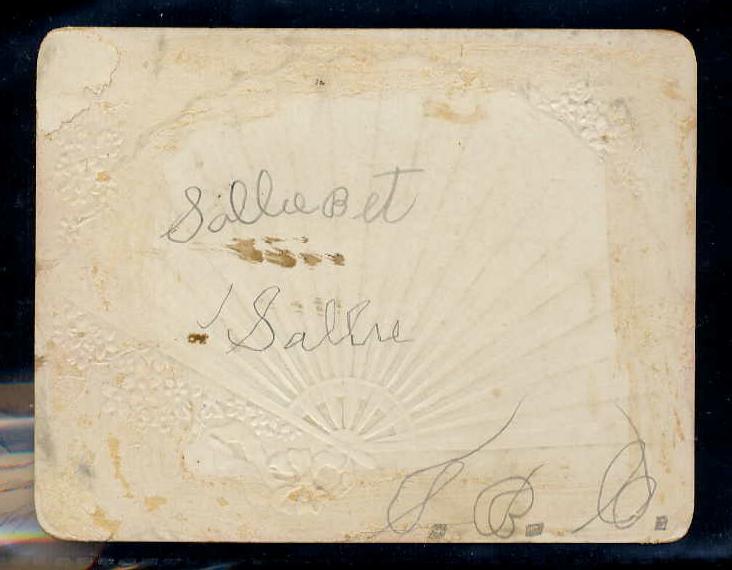 Sallie Bet
Sallie
S. B. C.